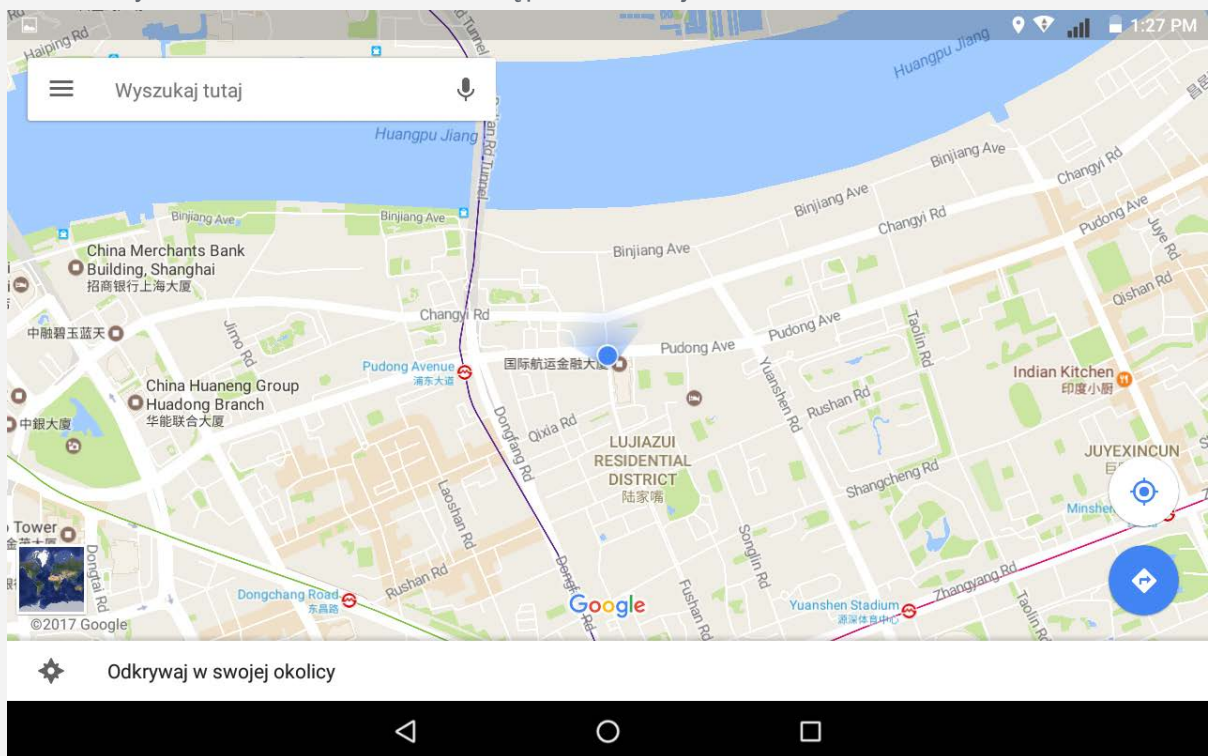 1:27 PM
Haiping Rd
Huangpu Jiang
Wyszukaj tutaj
Huangpu Jiang
Binjiang Ave
Changyi Rd
Binjiang Ave
Binjiang Ave
Binjiang Ave
Changyi Rd
Pudong Ave
Juye Rd
China Merchants Bank
Building, Shanghai
招商银行上海大厦
Binjiang Ave
Qishan Rd
Changyi Rd
中融碧玉蓝天
Jimo Rd
Pudong Ave
Taolin Rd
Pudong Avenue
浦东大道
国际航运金融大厦
Pudong Ave
Yuanshen Rd
Indian Kitchen
印度小厨
China Huaneng Group
Huadong Branch
华能联合大厦
Rushan Rd
中銀大廈
Qixia Rd
Dongfang Rd
LUJIAZUI
RESIDENTIAL
DISTRICT
陆家嘴
JUYEXINCUN
Shangcheng Rd
Laoshan Rd
Tower
Songlin Rd
Dongtai Rd
Rushan Rd
Fushan Rd
Zhangyang Rd
Dongchang Road
东昌路
Google
Yuanshen Stadium
源深体育中心
Taolin Rd
©2017 Google
Odkrywaj w swojej okolicy